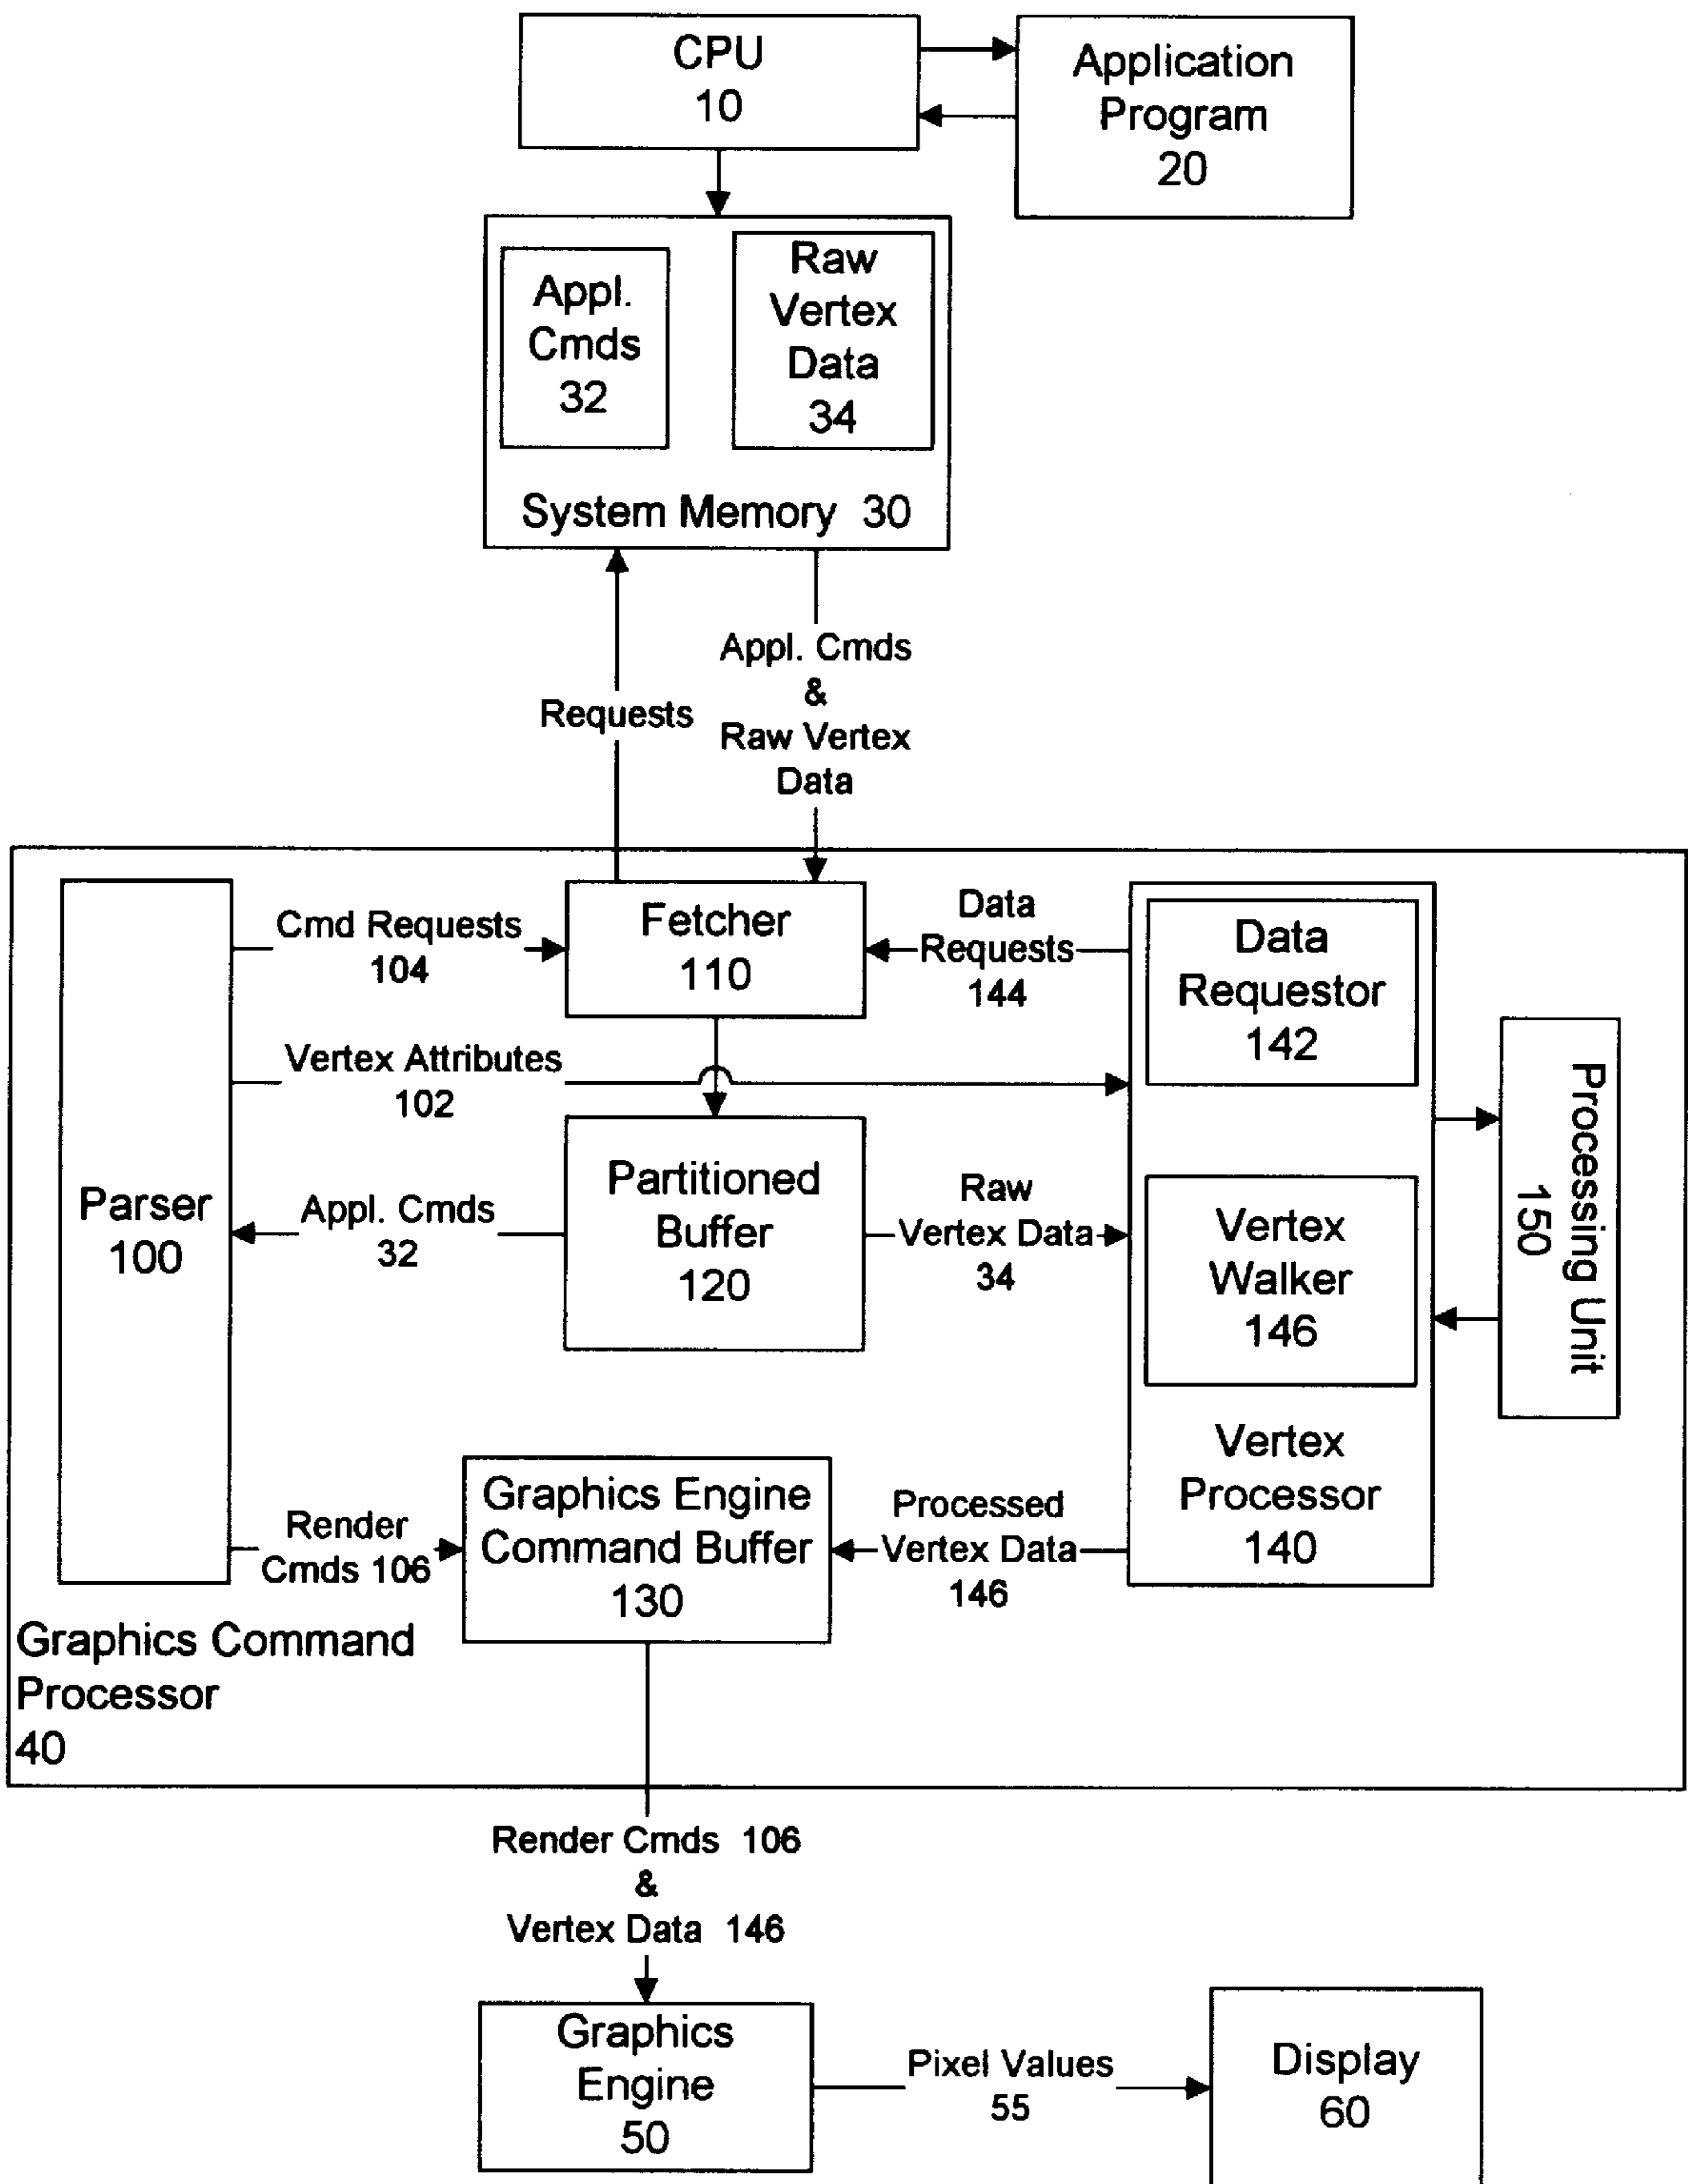 CPU
10
Application
Program
20
Appl.
Cmds
32
Raw
Vertex
Data
34
System Memory 30
Requests
Appl. Cmds
&
Raw Vertex
Data
Cmd Requests
104
Fetcher
110
Data
Requests
144
Data
Requestor
142
Vertex Attributes
102
Processing Unit
150
Parser
100
Appl. Cmds
32
Partitioned
Buffer
120
Raw
Vertex Data
34
Vertex
Walker
146
Vertex
Processor
140
Render
Cmds 106
Graphics Engine
Command Buffer
130
Processed
Vertex Data
146
Graphics Command
Processor
40
Render Cmds 106
&
Vertex Data 146
Graphics
Engine
50
Pixel Values
55
Display
60